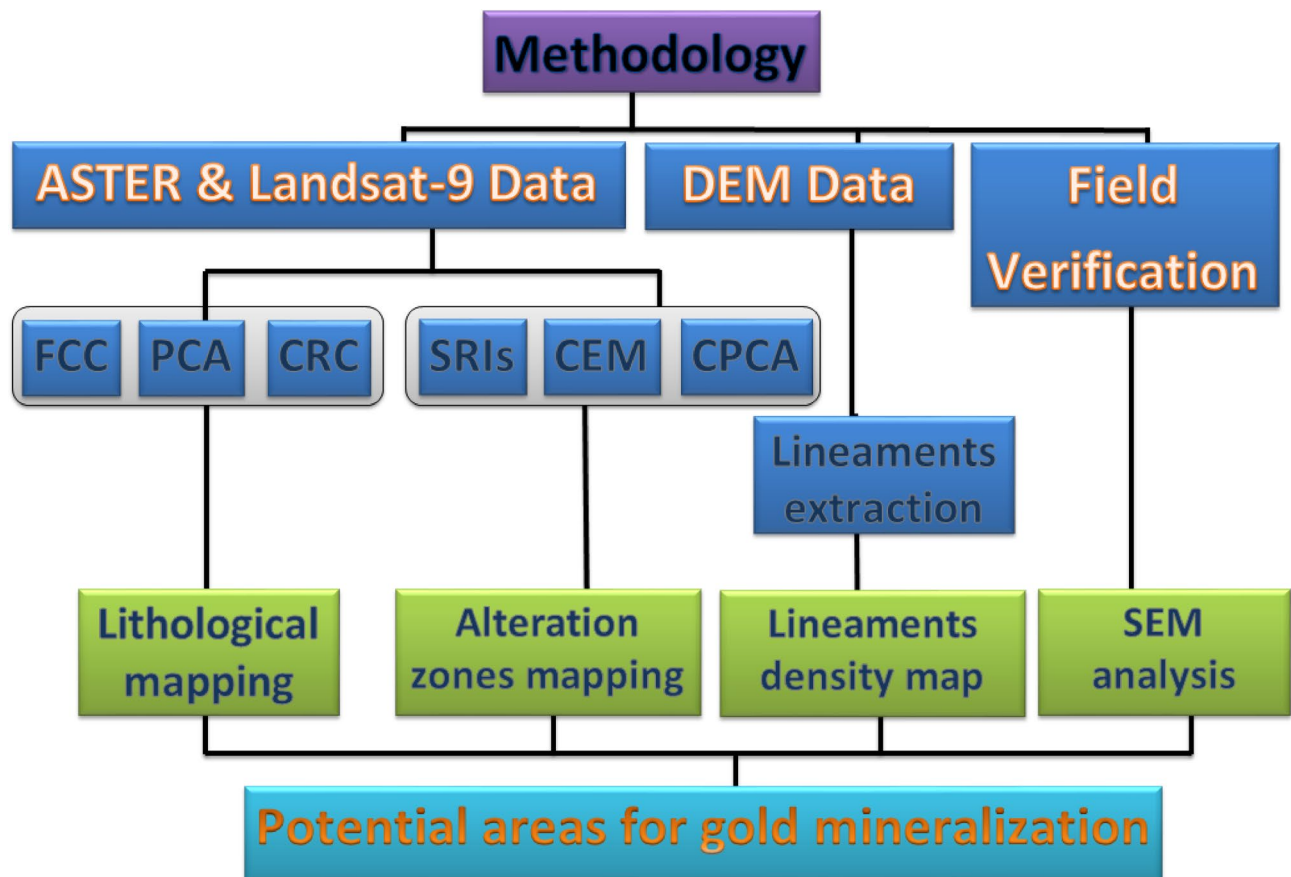 Methodology
ASTER & Landsat-9 Data
DEM Data
Field
Verification
FCC
PCA
CRC
SRIs
CEM
CPCA
Lineaments
extraction
Lithological
mapping
Alteration
zones mapping
Lineaments
density map
SEM
analysis
Potential areas for gold mineralization